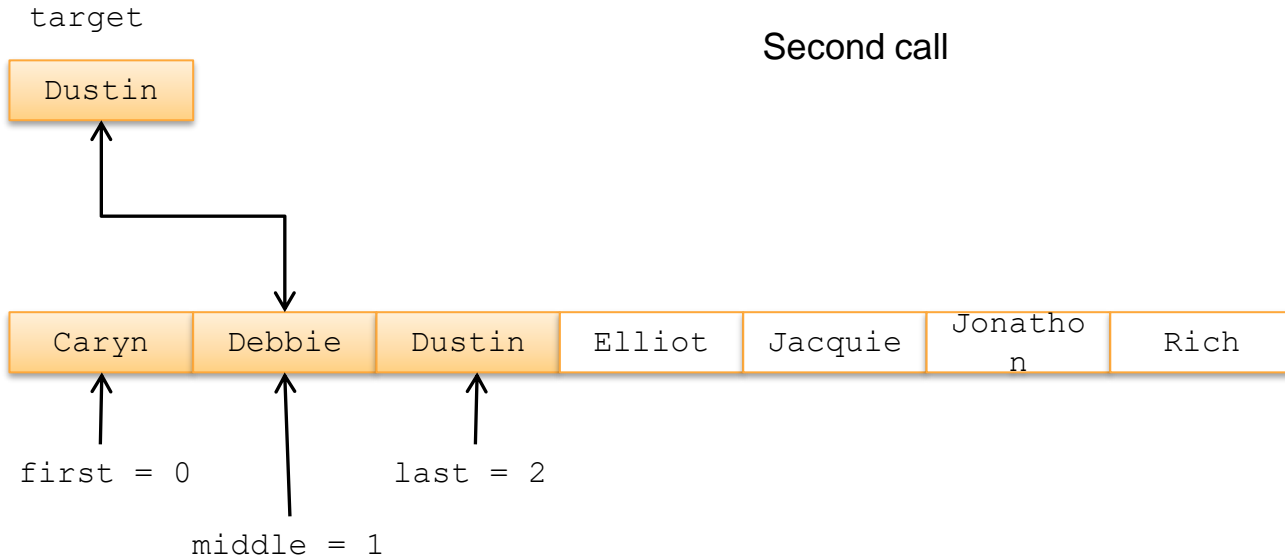 target
Second call
Dustin
Caryn Debbie Dustin Elliot Jacquie Jonatho
n Rich
first = 0 last = 2
middle = 1